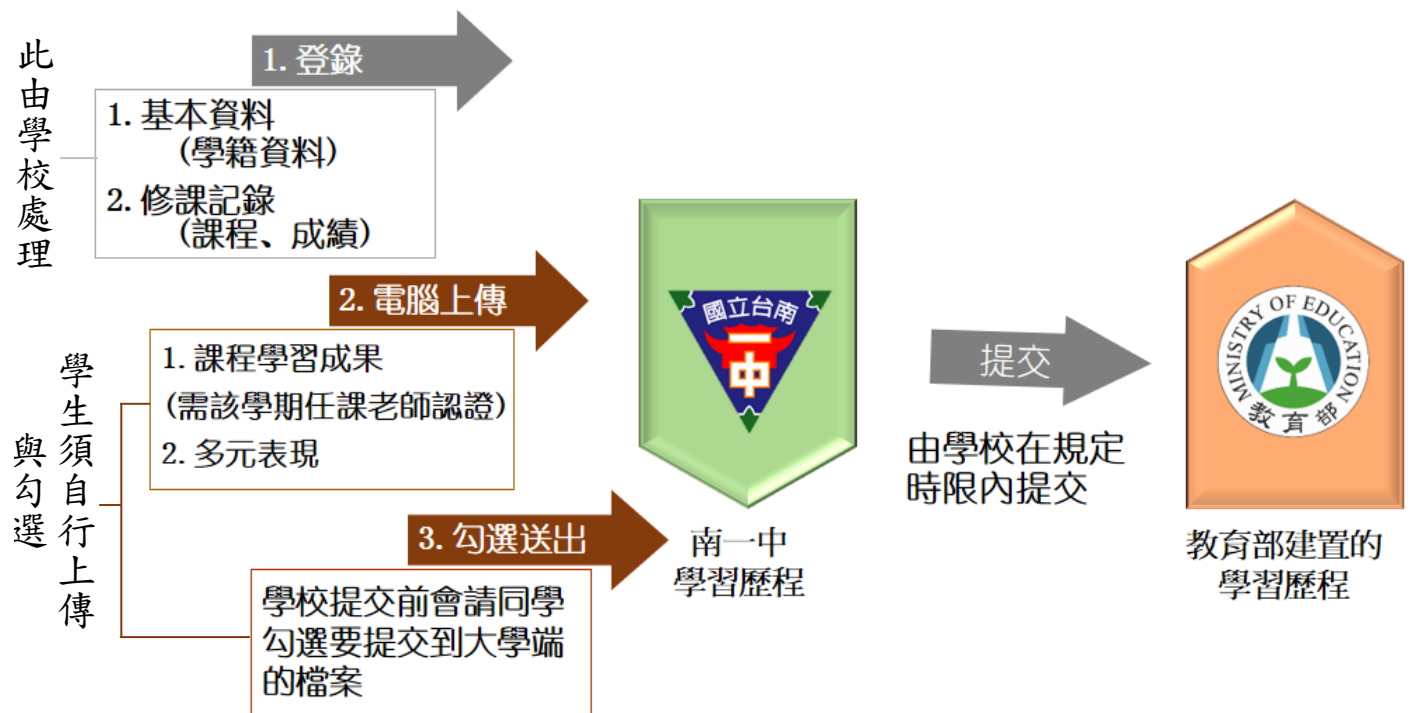 此由學校處理
1. 登錄
1. 基本資料
(學籍資料)
2. 修課記錄
(課程、成績)
學生須自行上傳
與勾選
2. 電腦上傳
1. 課程學習成果
(需該學期任課老師認證)
2. 多元表現
3. 勾選送出
學校提交前會請同學
勾選要提交到大學端
的檔案
國立台南
一中
南一中
學習歷程
提交
由學校在規定
時限內提交
MINISTRY OF EDUCATION
教育部
教育部建置的
學習歷程